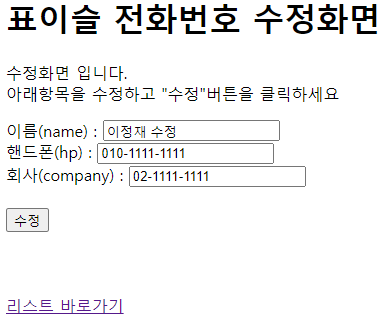 표이슬 전화번호 수정화면
수정화면 입니다.
아래항목을 수정하고 "수정"버튼을 클릭하세요
이름(name) : 이정재 수정
핸드폰(hp) : 010-1111-1111
회사(company) : 02-1111-1111
수정
리스트 바로가기